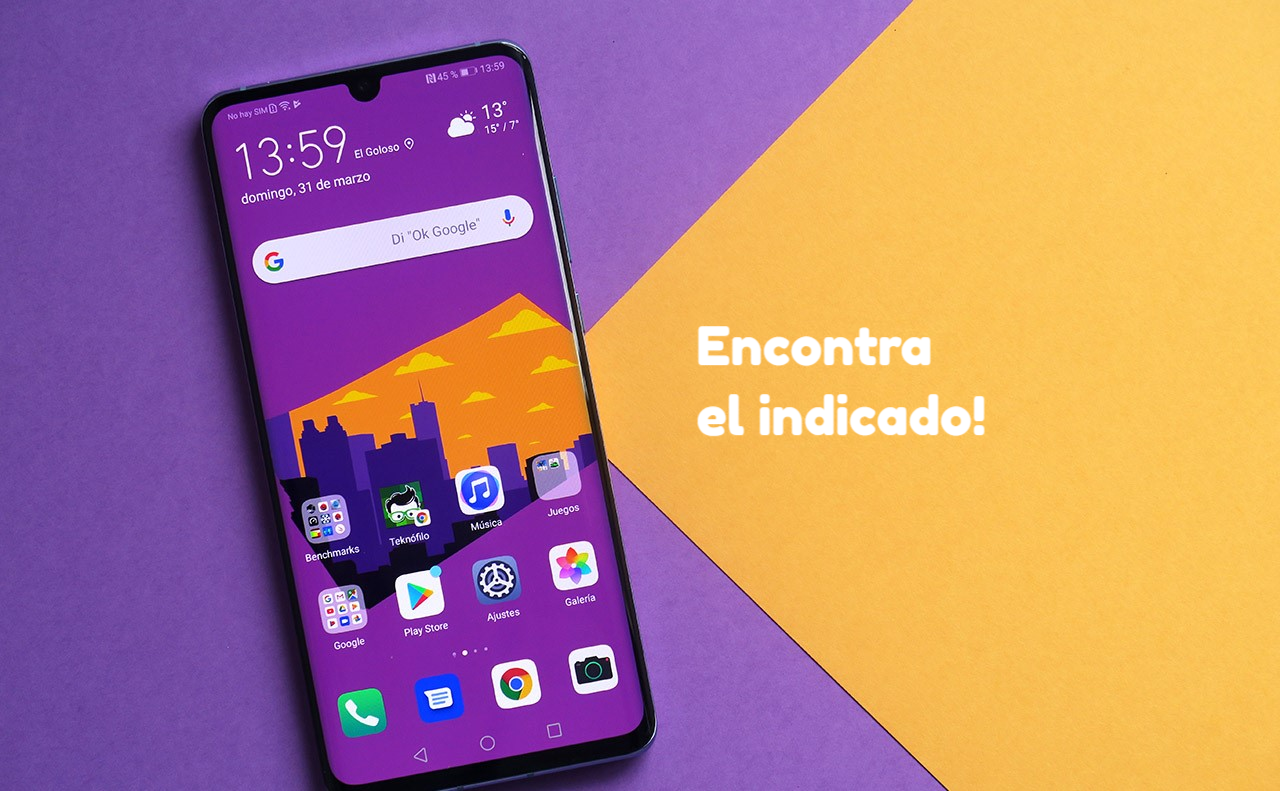 No hay SIM
45 %
13:59
13:59
El Goloso
13°
15° / 7°
domingo, 31 de marzo
Di "Ok Google"
Encontra
el indicado!
Benchmarks
Teknófilo
Música
Juegos
Google
Play Store
Ajustes
Galería